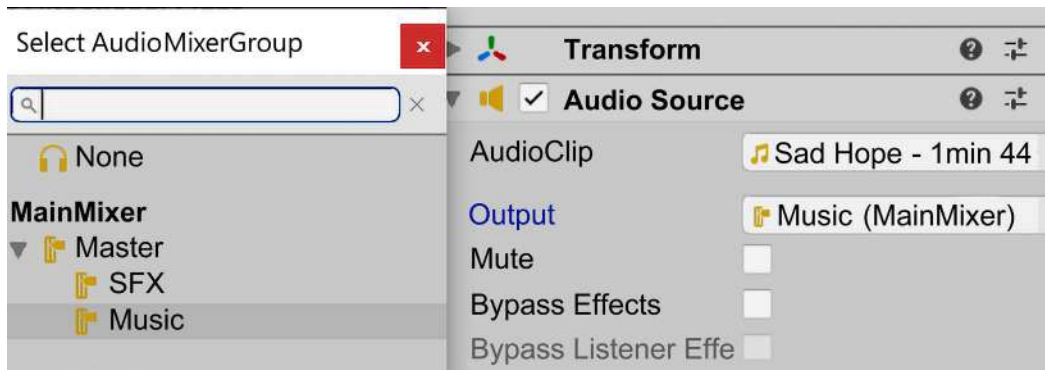 Select AudioMixerGroup
None
MainMixer
Master
SFX
Music
Transform
Audio Source
AudioClip
Sad Hope - 1min 44
Output
Music (MainMixer)
Mute
Bypass Effects
Bypass Listener Effe